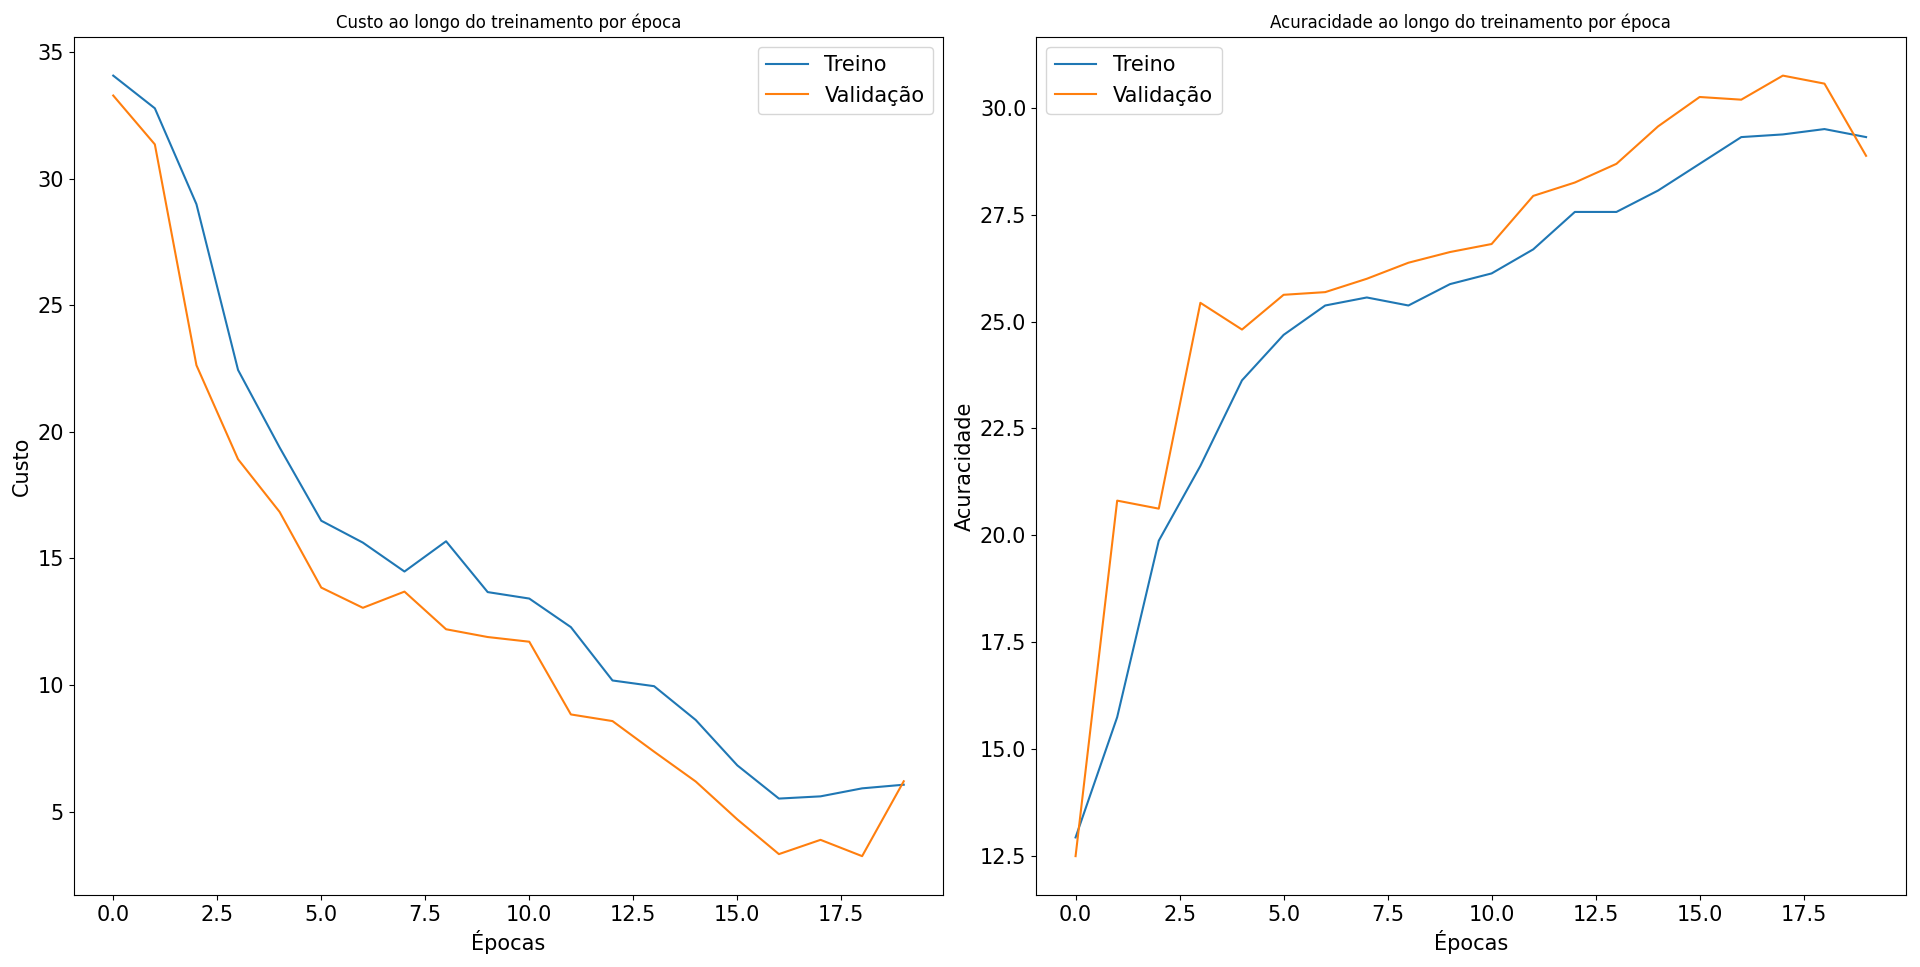 Custo ao longo do treinamento por época
Treino
Validação
35
30
25
20
15
10
5
Custo
0.0 2.5 5.0 7.5 10.0 12.5 15.0 17.5
Épocas
Acuracidade ao longo do treinamento por época
Treino
Validação
30.0
27.5
25.0
22.5
20.0
17.5
15.0
12.5
Acuracidade
0.0 2.5 5.0 7.5 10.0 12.5 15.0 17.5
Épocas